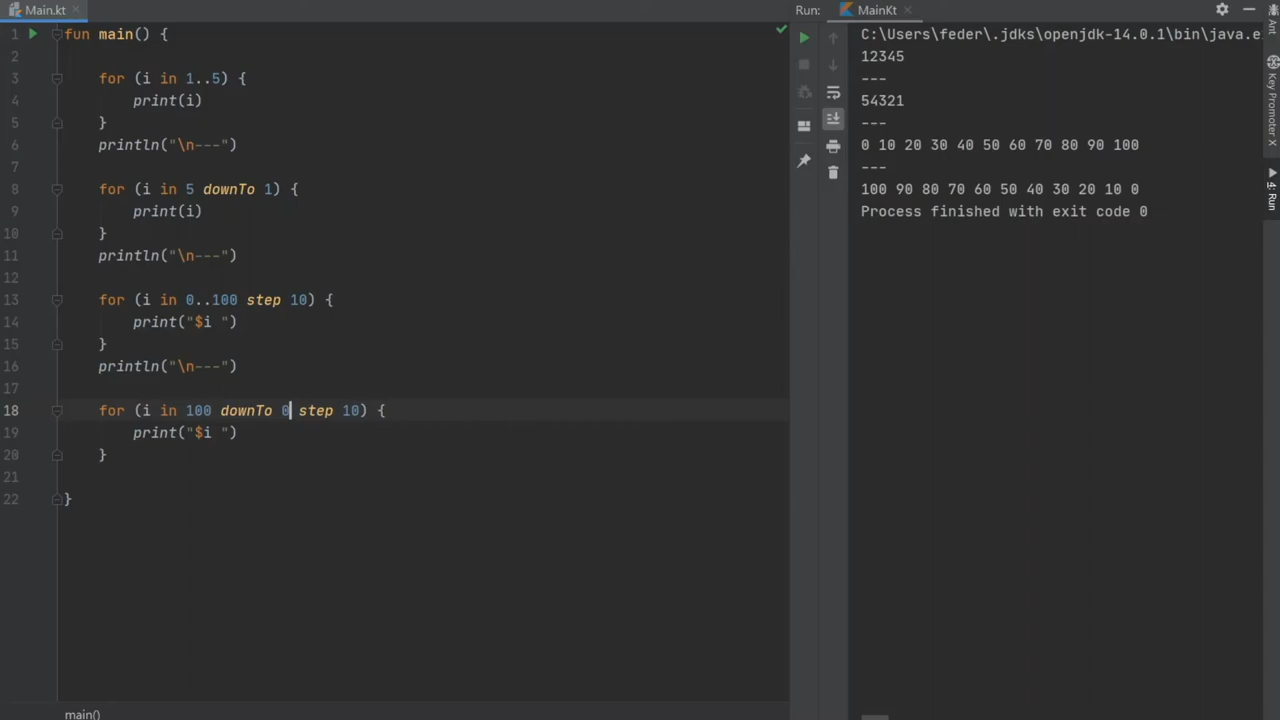 Main.kt
1 fun main() {
2
3 for (i in 1..5) {
4 print(i)
5 }
6 println("\n---")
7
8 for (i in 5 downTo 1) {
9 print(i)
10 }
11 println("\n---")
12
13 for (i in 0..100 step 10) {
14 print("$i ")
15 }
16 println("\n---")
17
18 for (i in 100 downTo 0 step 10) {
19 print("$i ")
20 }
21
22 }
main()
Run: MainKt
C:\Users\feder\.jdks\openjdk-14.0.1\bin\java.e
12345
---
54321
---
0 10 20 30 40 50 60 70 80 90 100
---
100 90 80 70 60 50 40 30 20 10 0
Process finished with exit code 0
Ant
Key Promoter X
4: Run